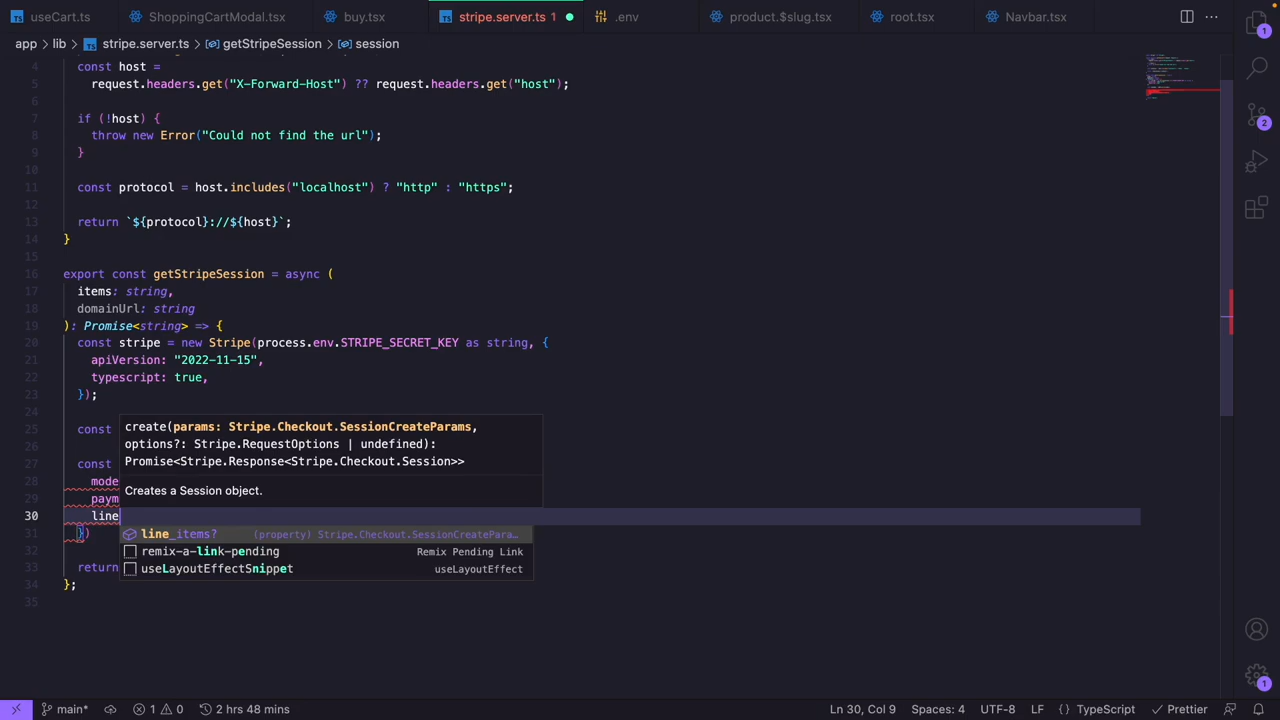 useCart.ts ShoppingCartModal.tsx buy.tsx stripe.server.ts 1 .env product.$slug.tsx root.tsx Navbar.tsx
app > lib > stripe.server.ts > getStripeSession > session
4 const host =
5 request.headers.get("X-Forward-Host") ?? request.headers.get("host");
6
7 if (!host) {
8 throw new Error("Could not find the url");
9 }
10
11 const protocol = host.includes("localhost") ? "http" : "https";
12
13 return `${protocol}://${host}`;
14 }
15
16 export const getStripeSession = async (
17 items: string,
18 domainUrl: string
19 ): Promise<string> => {
20 const stripe = new Stripe(process.env.STRIPE_SECRET_KEY as string, {
21 apiVersion: "2022-11-15",
22 typescript: true,
23 });
24
create(params: Stripe.Checkout.SessionCreateParams,
25 const
options?: Stripe.RequestOptions | undefined):
26
Promise<Stripe.Response<Stripe.Checkout.Session>>
27 const
28 mode
Creates a Session object.
29 paym
30 line
31 })
line_items? (property) Stripe.Checkout.SessionCreatePara...
32
remix-a-link-pending Remix Pending Link
33 return
useLayoutEffectSnippet useLayoutEffect
34 };
35
1
2
1
main* 1 0 2 hrs 48 mins Ln 30, Col 9 Spaces: 4 UTF-8 LF {} TypeScript Prettier